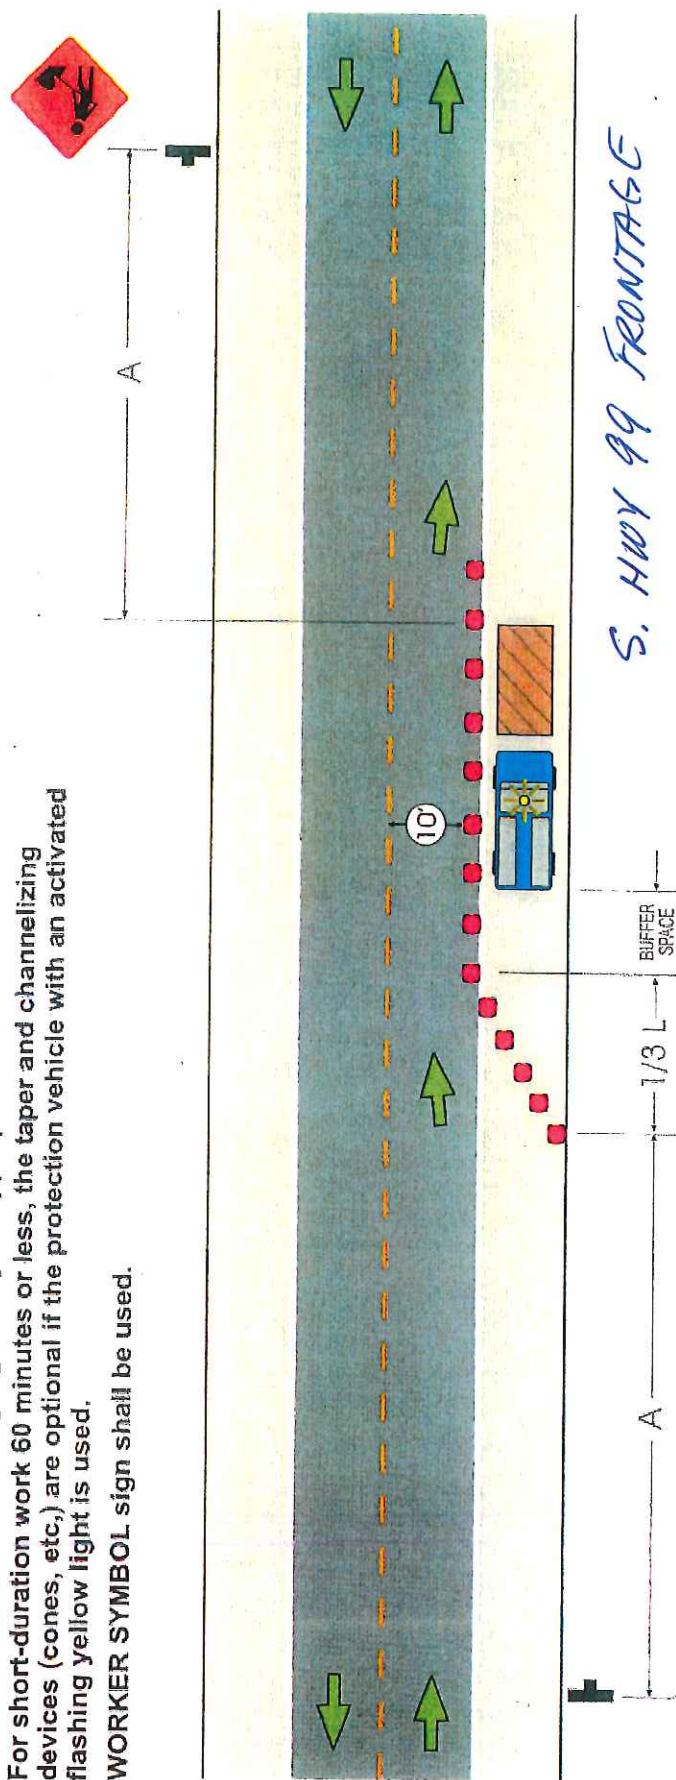 For short-duration work 60 minutes or less, the taper and channelizing
devices (cones, etc,) are optional if the protection vehicle with an activated
flashing yellow light is used.
WORKER SYMBOL sign shall be used.
A
10'
A
1/3 L
BUFFER
SPACE
S. HWY 99 FRONTAGE